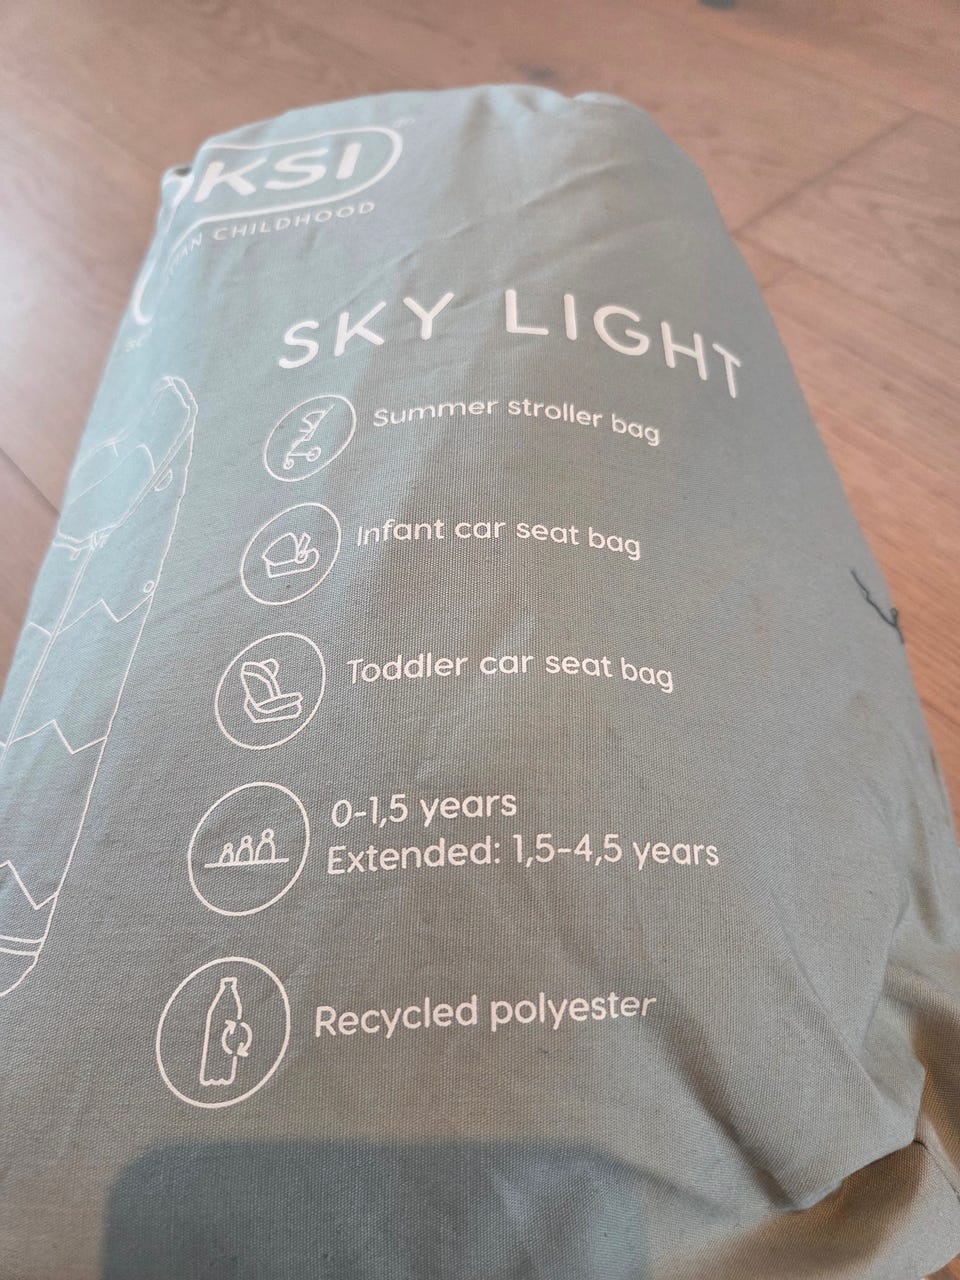 KSI
CHILDHOOD
SKY LIGHT
Summer stroller bag
Infant car seat bag
Toddler car seat bag
0-1,5 years
Extended: 1,5-4,5 years
Recycled polyester